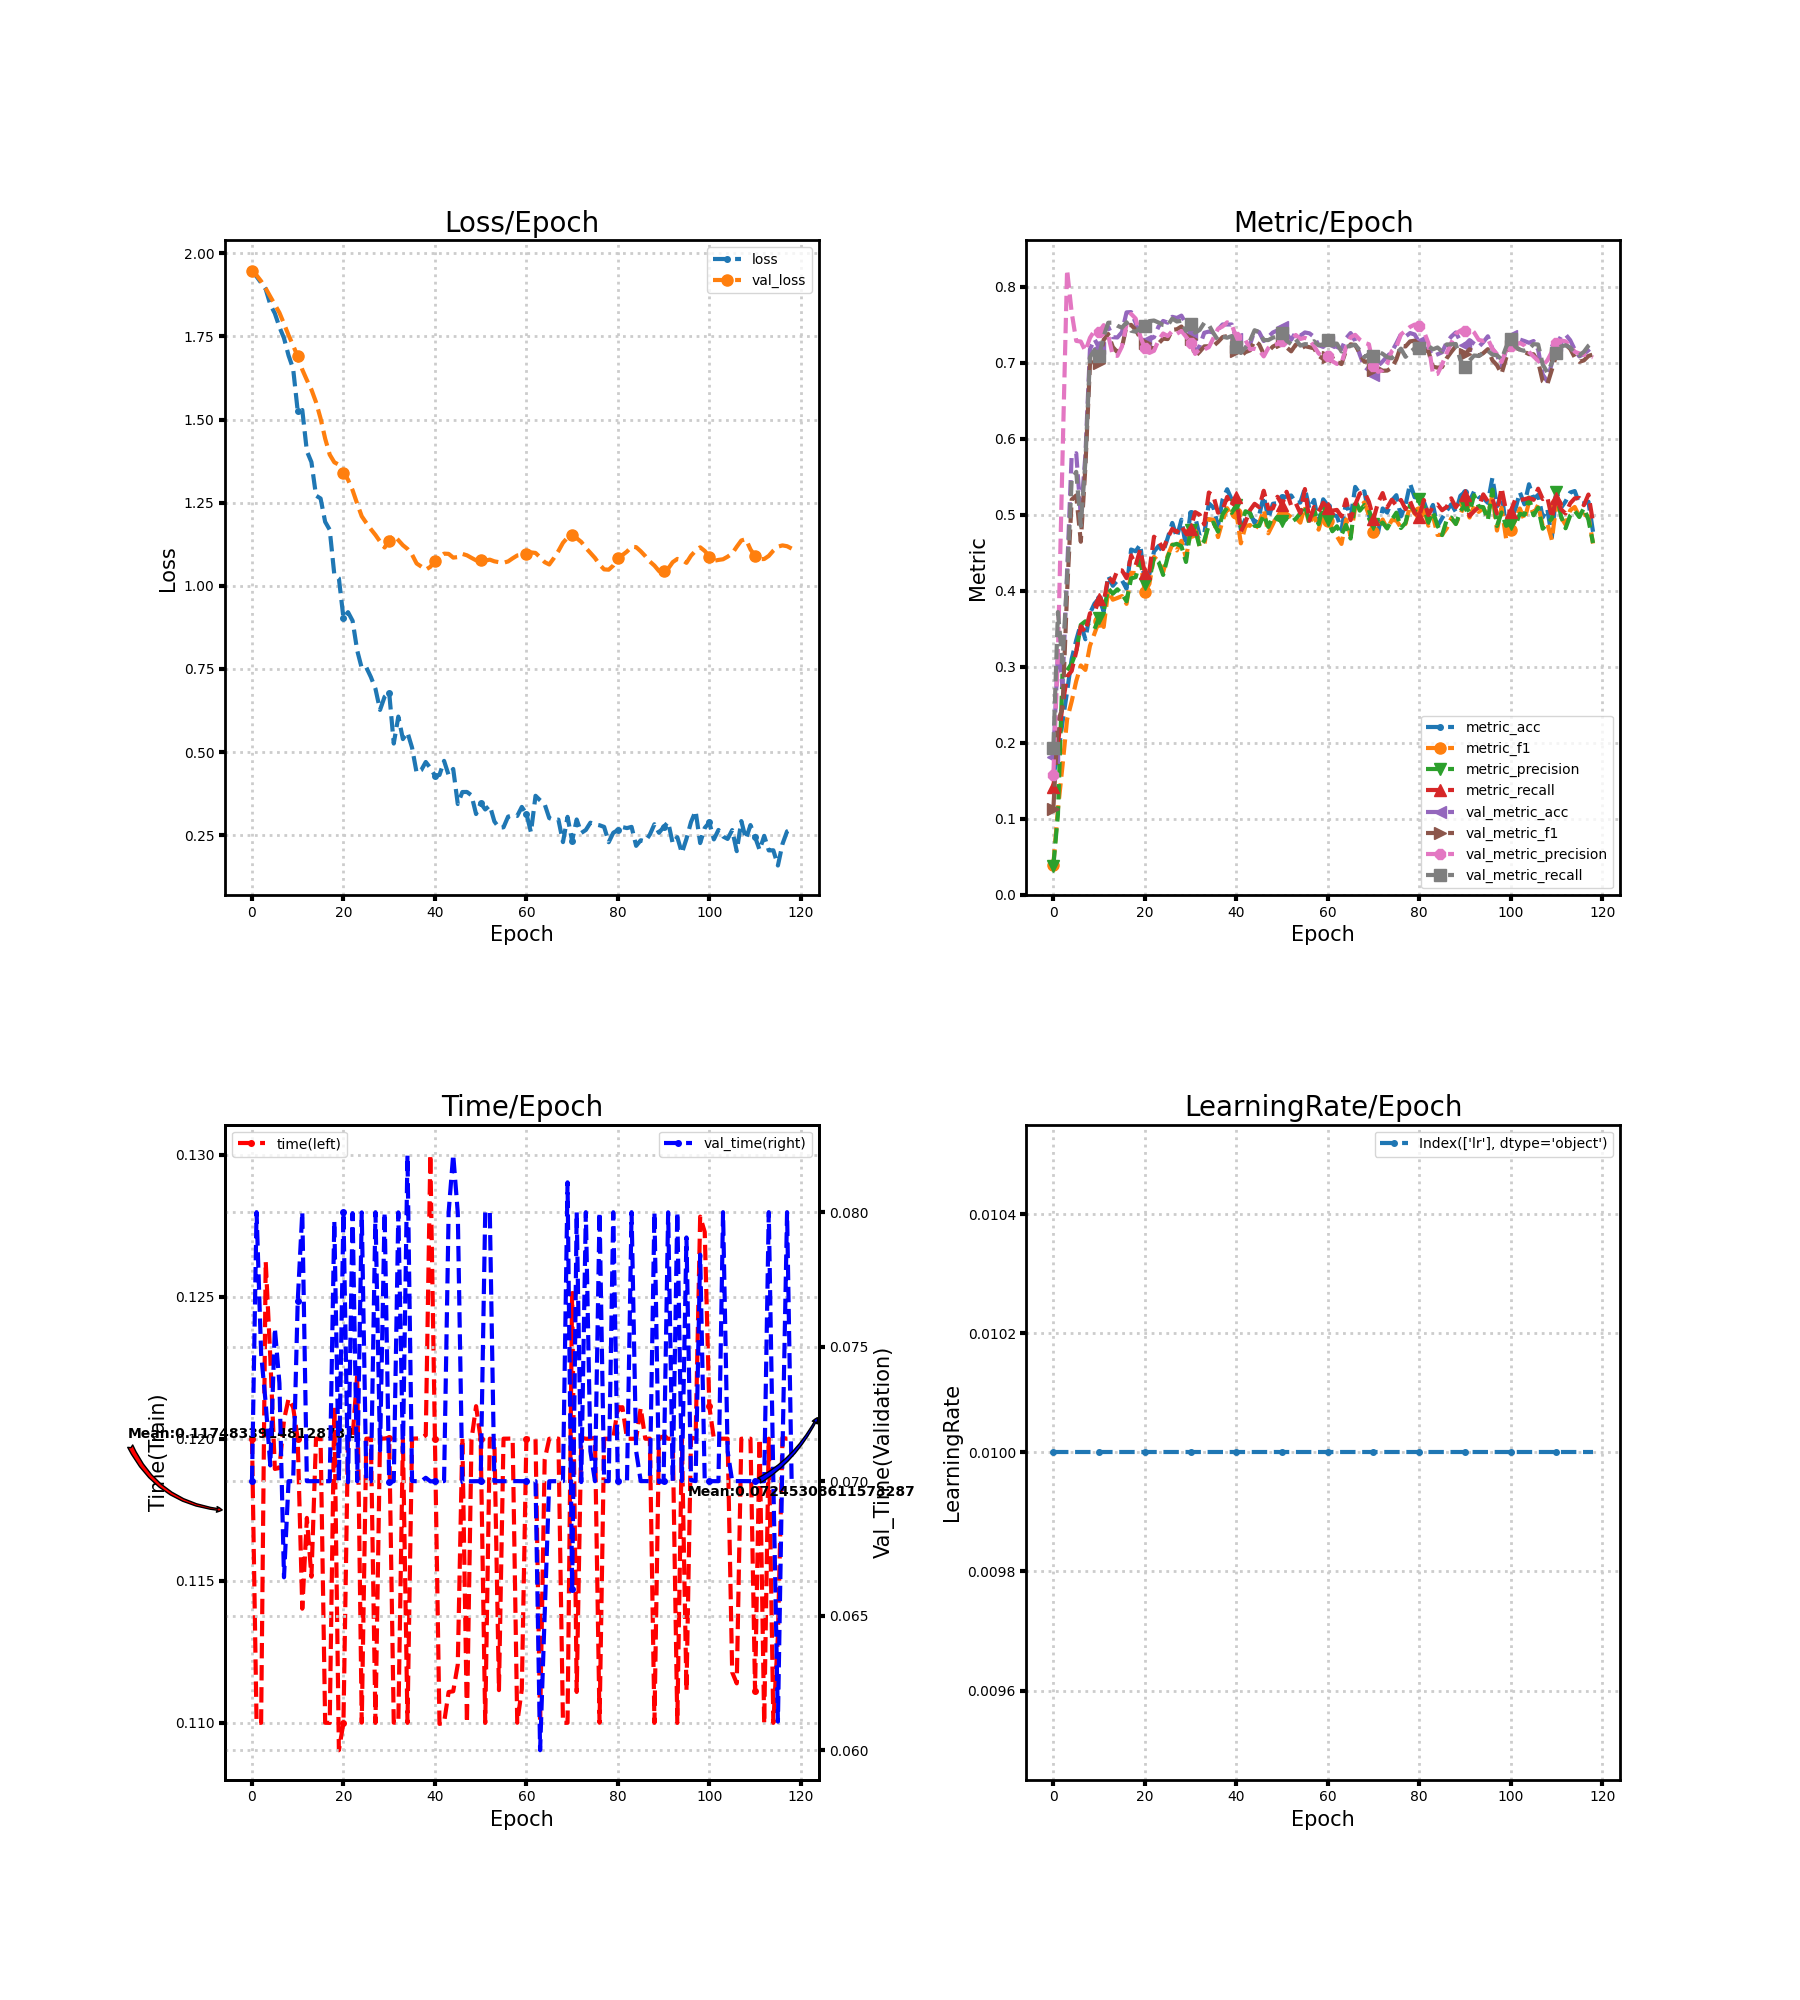 Loss/Epoch
Loss
2.00
1.75
1.50
1.25
1.00
0.75
0.50
0.25
loss
val_loss
0 20 40 60 80 100 120
Epoch
Metric/Epoch
Metric
0.8
0.7
0.6
0.5
0.4
0.3
0.2
0.1
0.0
metric_acc
metric_f1
metric_precision
metric_recall
val_metric_acc
val_metric_f1
val_metric_precision
val_metric_recall
0 20 40 60 80 100 120
Epoch
Time/Epoch
Time(Train)
0.130
0.125
0.120
0.115
0.110
time(left)
val_time(right)
0.080
0.075
0.070
0.065
0.060
Val_Time(Validation)
0 20 40 60 80 100 120
Epoch
LearningRate/Epoch
LearningRate
0.0104
0.0102
0.0100
0.0098
0.0096
Index(['lr'], dtype='object')
0 20 40 60 80 100 120
Epoch